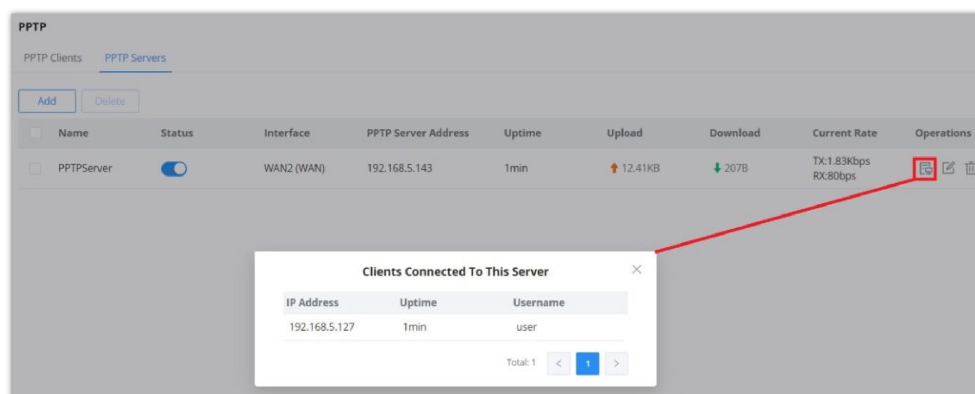 PPTP
PPTP Clients PPTP Servers
Add Delete
Name Status Interface PPTP Server Address Uptime Upload Download Current Rate Operations
PPTPServer WAN2 (WAN) 192.168.5.143 1min 12.41KB 207B TX:1.83Kbps
RX:80bps
Clients Connected To This Server
IP Address Uptime Username
192.168.5.127 1min user
Total: 1 < 1 >